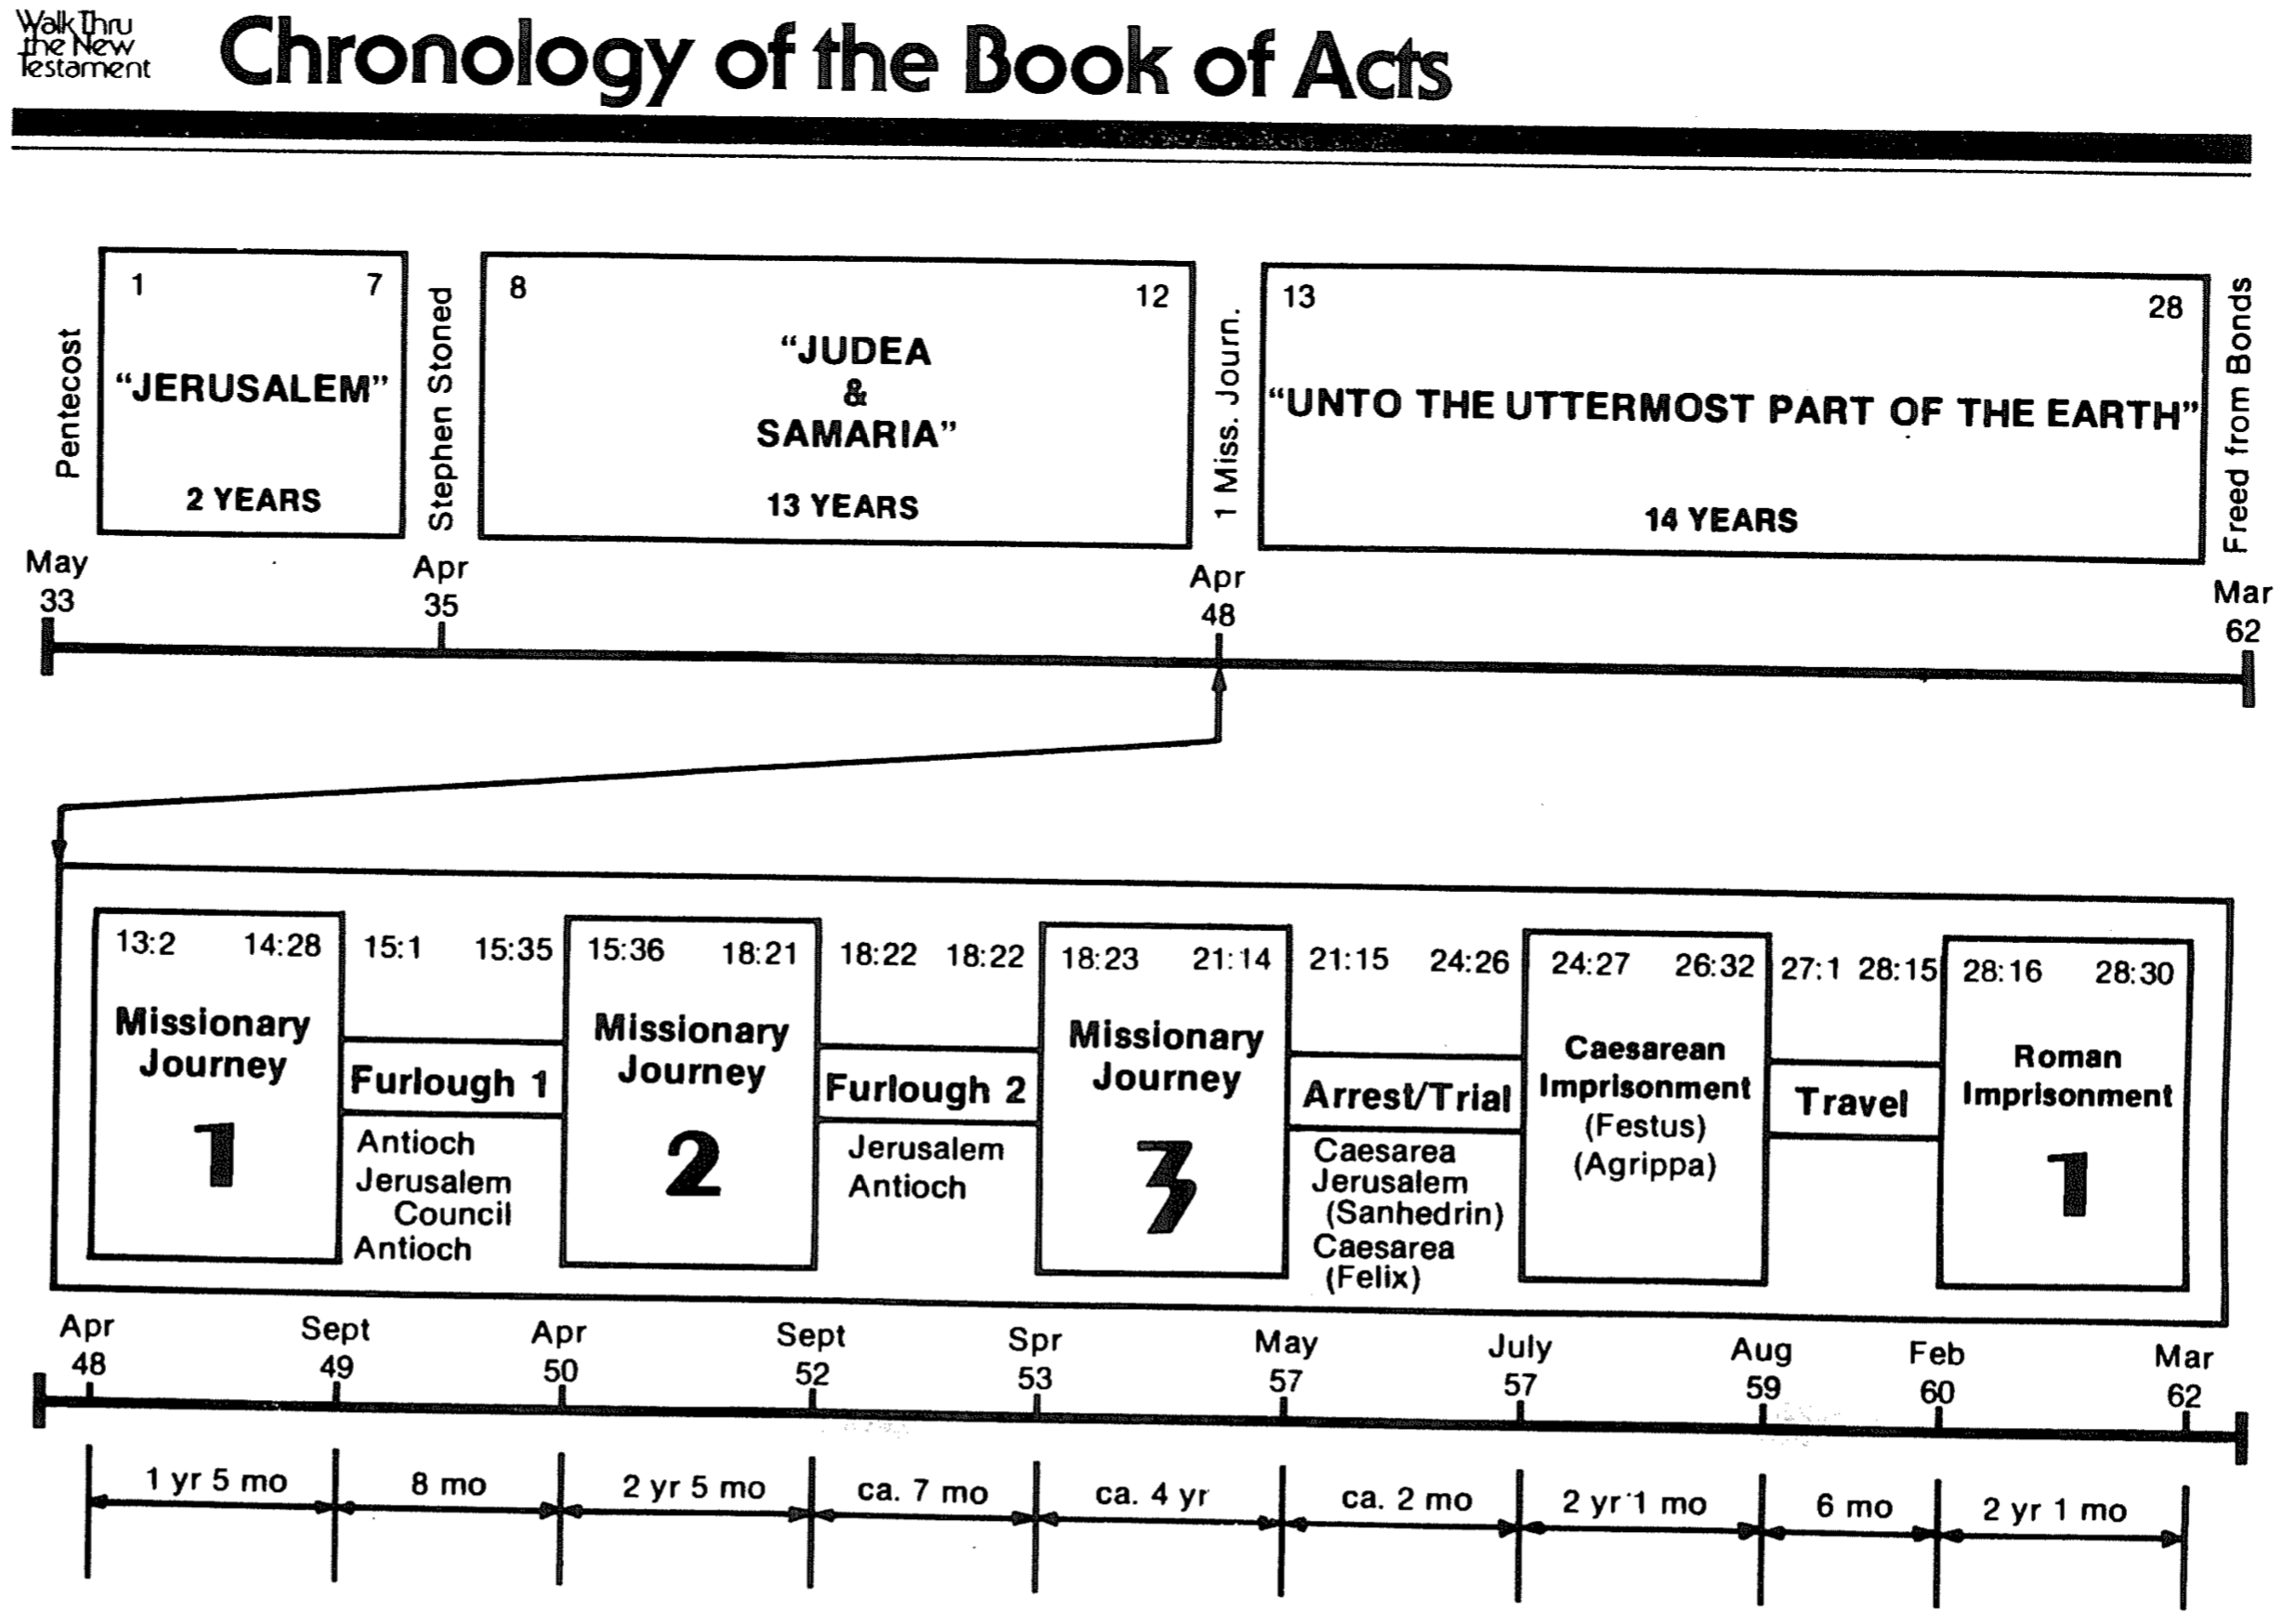 Walk Thru
the New
Testament
Chronology of the Book of Acts
Pentecost
1 7
"JERUSALEM"
2 YEARS
Stephen Stoned
8 12
"JUDEA
&
SAMARIA"
13 YEARS
1 Miss. Journ.
13 28
"UNTO THE UTTERMOST PART OF THE EARTH"
14 YEARS
Freed from Bonds
May
33
Apr
35
Apr
48
Mar
62
13:2 14:28
Missionary
Journey
1
15:1 15:35
Furlough 1
Antioch
Jerusalem
Council
Antioch
15:36 18:21
Missionary
Journey
2
18:22 18:22
Furlough 2
Jerusalem
Antioch
18:23 21:14
Missionary
Journey
3
21:15 24:26
Arrest/Trial
Caesarea
Jerusalem
(Sanhedrin)
Caesarea
(Felix)
24:27 26:32
Caesarean
Imprisonment
(Festus)
(Agrippa)
27:1 28:15
Travel
28:16 28:30
Roman
Imprisonment
1
Apr
48
Sept
49
Apr
50
Sept
52
Spr
53
May
57
July
57
Aug
59
Feb
60
Mar
62
1 yr 5 mo
8 mo
2 yr 5 mo
ca. 7 mo
ca. 4 yr
ca. 2 mo
2 yr 1 mo
6 mo
2 yr 1 mo